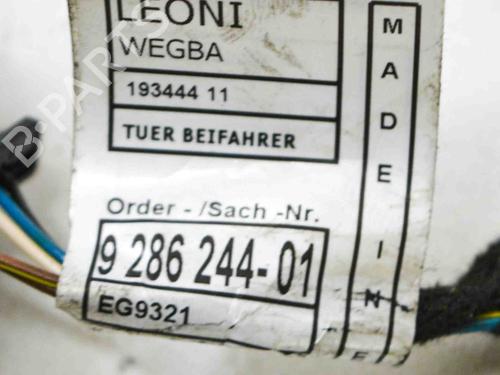 LEONI
WEGBA
193444 11
TUER BEIFAHRER
Order - /Sach -Nr.
9 286 244-01
EG9321
MADE IN
B-PARTS